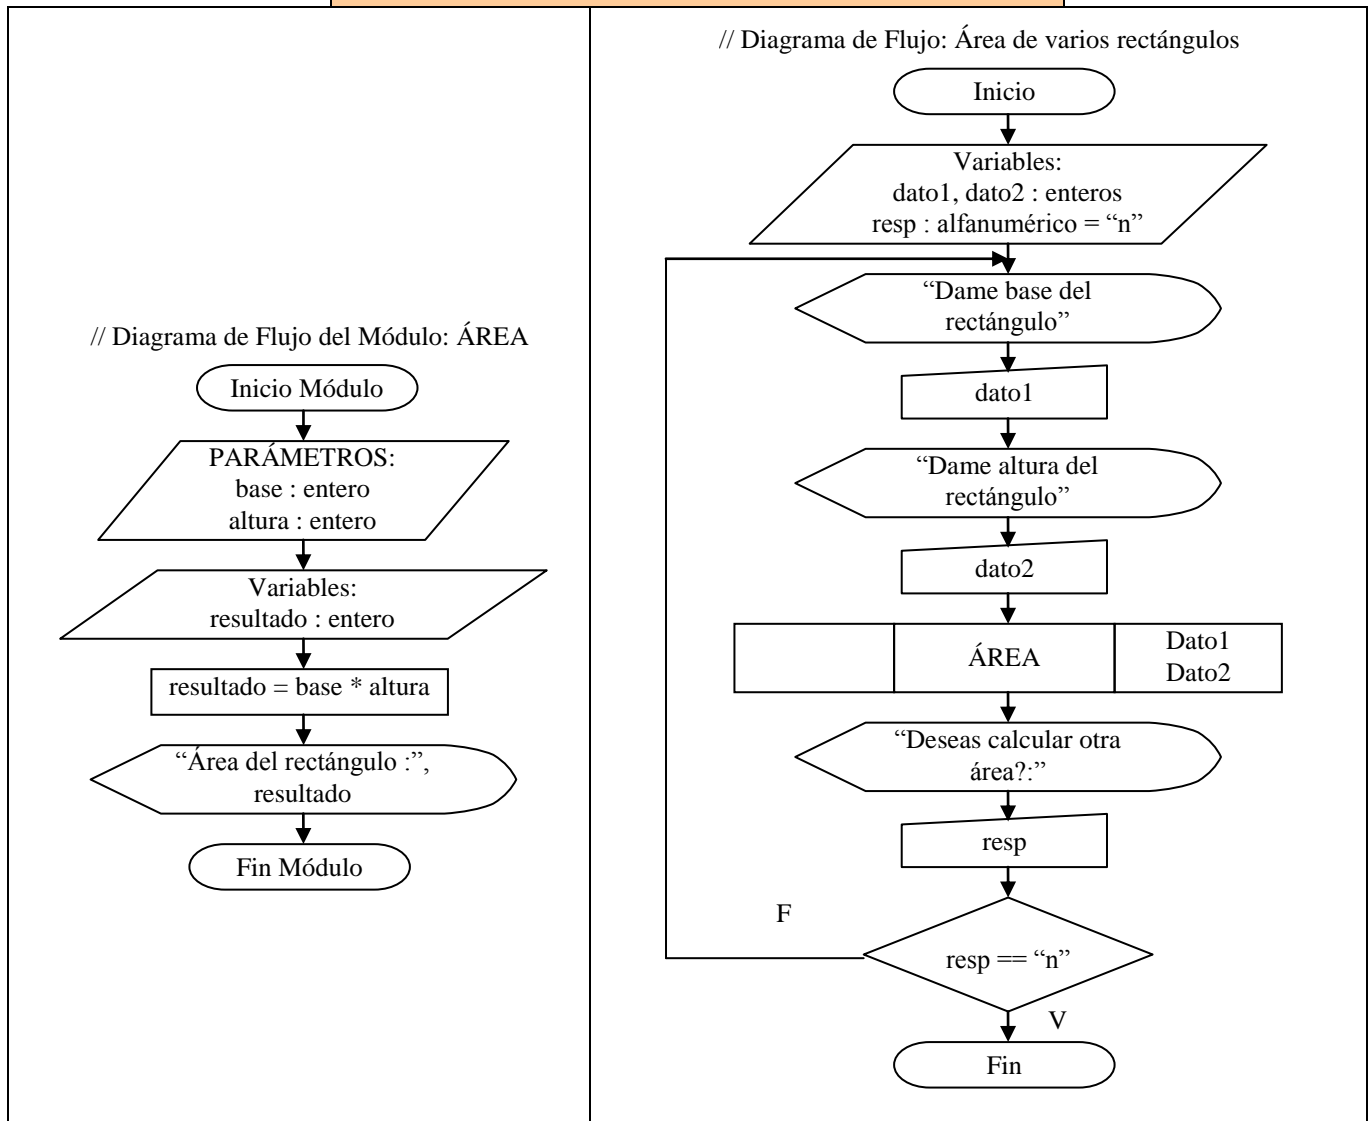 // Diagrama de Flujo del Módulo: ÁREA
Inicio Módulo
PARÁMETROS:
base : entero
altura : entero
Variables:
resultado : entero
resultado = base * altura
“Área del rectángulo :”,
resultado
Fin Módulo
// Diagrama de Flujo: Área de varios rectángulos
Inicio
Variables:
dato1, dato2 : enteros
resp : alfanumérico = “n”
“Dame base del
rectángulo”
dato1
“Dame altura del
rectángulo”
dato2
ÁREA
Dato1
Dato2
“Deseas calcular otra
área?:”
resp
F
resp == “n”
V
Fin